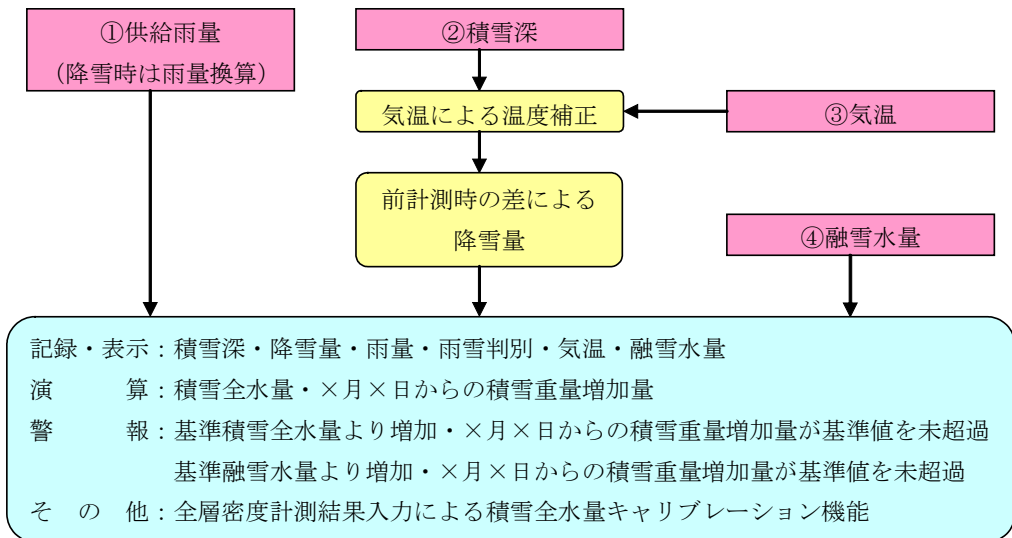 ①供給雨量
(降雪時は雨量換算)
②積雪深
気温による温度補正
③気温
前計測時の差による
降雪量
④融雪水量
記録・表示：積雪深・降雪量・雨量・雨雪判別・気温・融雪水量
演　　算：積雪全水量・×月×日からの積雪重量増加量
警　　報：基準積雪全水量より増加・×月×日からの積雪重量増加量が基準値を未超過
基準融雪水量より増加・×月×日からの積雪重量増加量が基準値を未超過
そ の 他：全層密度計測結果入力による積雪全水量キャリブレーション機能